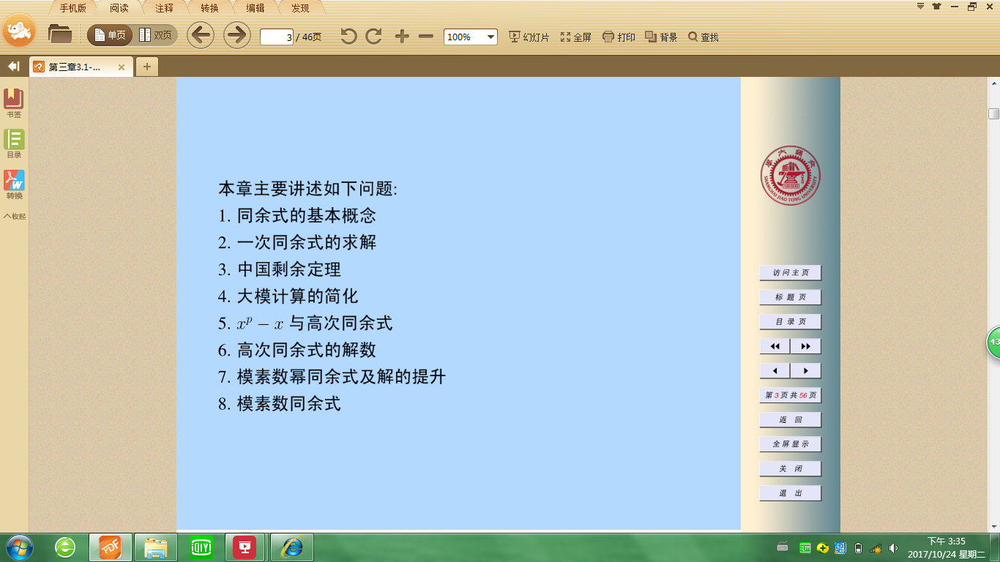 手机版 阅读 注释 转换 编辑 发现
单页 双页 3 / 46页 100% 幻灯片 全屏 打印 背景 查找
第三章3.1-...
书签
目录
转换
收起
本章主要讲述如下问题:
1. 同余式的基本概念
2. 一次同余式的求解
3. 中国剩余定理
4. 大模计算的简化
5. x^p − x 与高次同余式
6. 高次同余式的解数
7. 模素数幂同余式及解的提升
8. 模素数同余式
SHANGHAI JIAO TONG UNIVERSITY
1896
访问主页
标题页
目录页
第 3 页 共 56 页
返回
全屏显示
关闭
退出
43
PDF
QIY
下午 3:35
2017/10/24 星期二